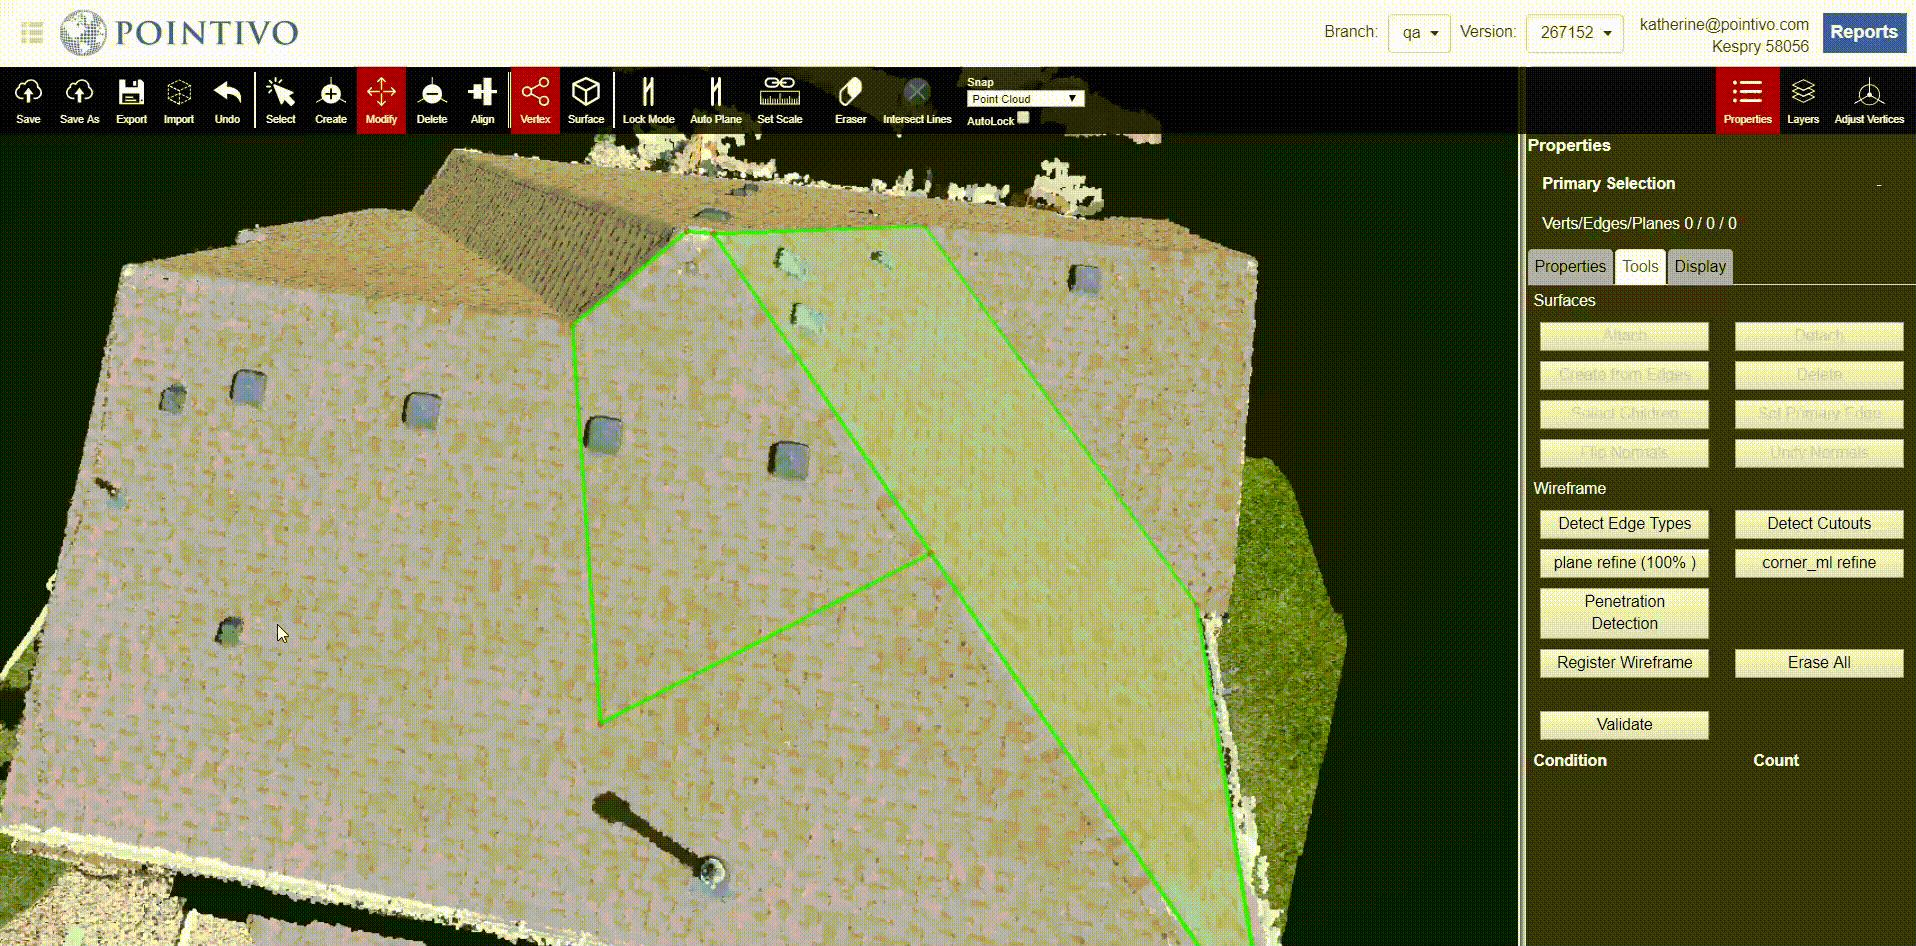 POINTIVO
Branch: qa Version: 267152 katherine@pointivo.com
Kespry 58056
Reports
Save Save As Export Import Undo Select Create Modify Delete Align Vertex Surface Lock Mode Auto Plane Set Scale Eraser Intersect Lines
Snap
Point Cloud
AutoLock
Properties Layers Adjust Vertices
Properties
Primary Selection -
Verts/Edges/Planes 0 / 0 / 0
Properties Tools Display
Surfaces
Attach Detach
Create from Edges Delete
Select Children Set Primary Edge
Flip Normals Unify Normals
Wireframe
Detect Edge Types Detect Cutouts
plane refine (100% ) corner_ml refine
Penetration
Detection
Register Wireframe Erase All
Validate
Condition Count